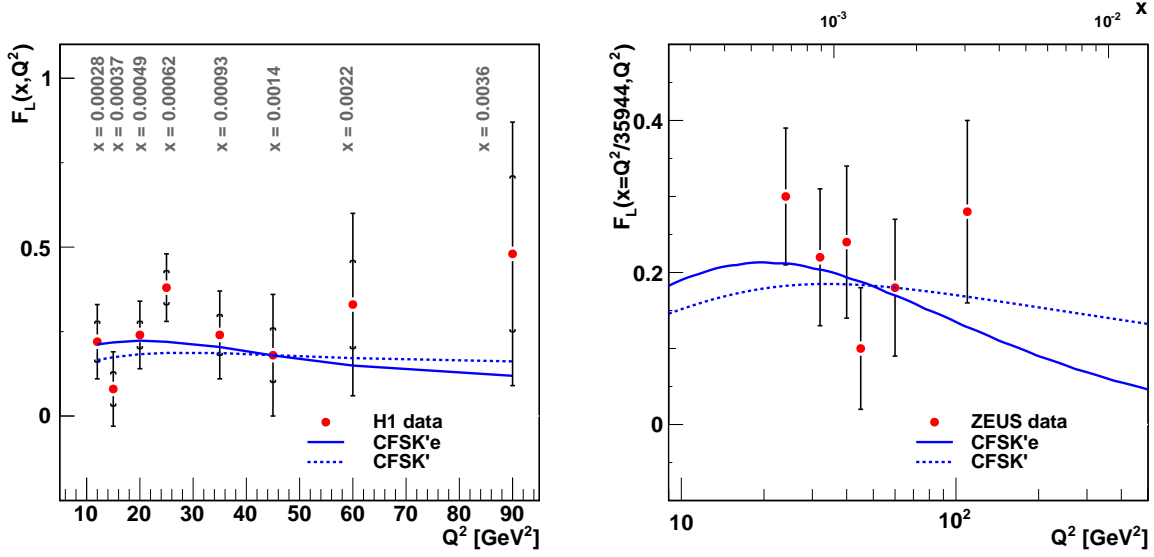 F_L(x,Q^2)
1
0.5
0
x = 0.00028
x = 0.00037
x = 0.00049
x = 0.00062
x = 0.00093
x = 0.0014
x = 0.0022
x = 0.0036
H1 data
CFSK'e
CFSK'
10 20 30 40 50 60 70 80 90
Q^2 [GeV^2]
10^-3 10^-2 x
F_L(x=Q^2/35944,Q^2)
0.4
0.2
0
ZEUS data
CFSK'e
CFSK'
10 10^2
Q^2 [GeV^2]